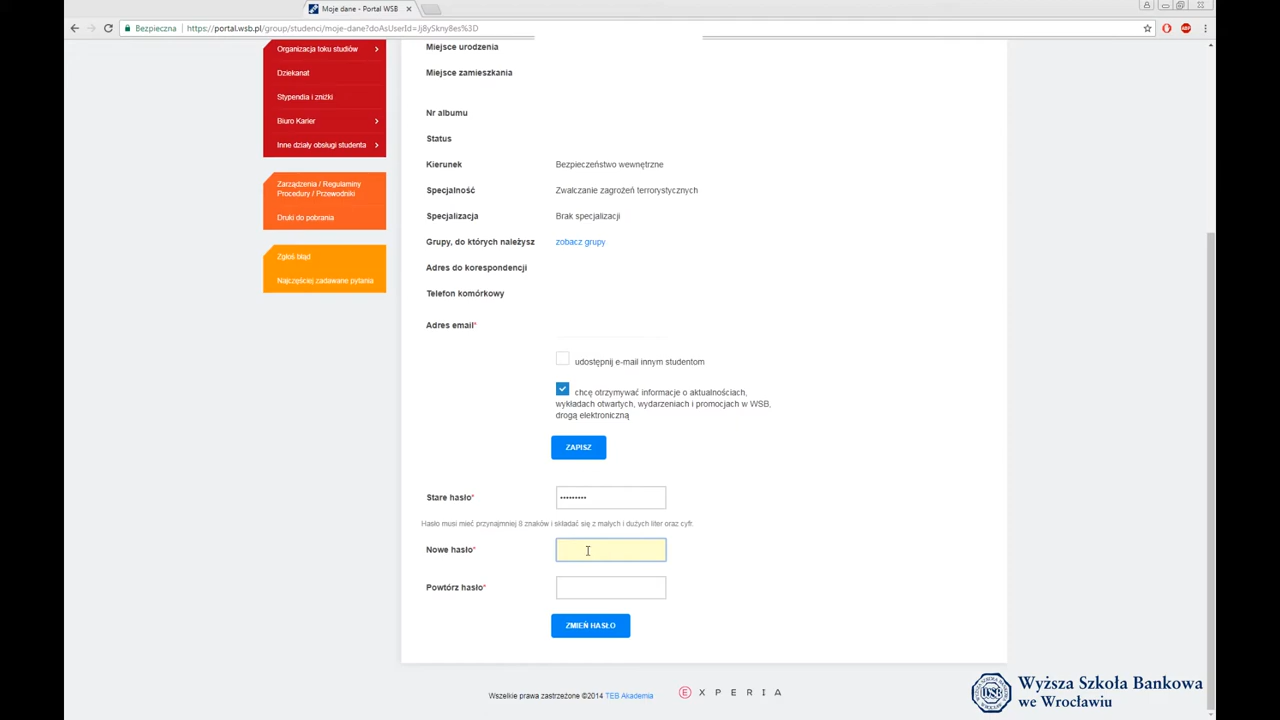 Moje dane - Portal WSB
Bezpieczna
https://portal.wsb.pl/group/studenci/moje-dane?doAsUserId=Jj8ySkny8es%3D
Organizacja toku studiów
Dziekanat
Stypendia i zniżki
Biuro Karier
Inne działy obsługi studenta
Zarządzenia / Regulaminy
Procedury / Przewodniki
Druki do pobrania
Zgłoś błąd
Najczęściej zadawane pytania
Miejsce urodzenia
Miejsce zamieszkania
Nr albumu
Status
Kierunek Bezpieczeństwo wewnętrzne
Specjalność Zwalczanie zagrożeń terrorystycznych
Specjalizacja Brak specjalizacji
Grupy, do których należysz zobacz grupy
Adres do korespondencji
Telefon komórkowy
Adres email*
udostępnij e-mail innym studentom
chcę otrzymywać informacje o aktualnościach,
wykładach otwartych, wydarzeniach i promocjach w WSB,
drogą elektroniczną
ZAPISZ
Stare hasło* •••••••••
Hasło musi mieć przynajmniej 8 znaków i składać się z małych i dużych liter oraz cyfr.
Nowe hasło*
Powtórz hasło*
ZMIEŃ HASŁO
Wszelkie prawa zastrzeżone ©2014 TEB Akademia
EXPERIA
Wyższa Szkoła Bankowa
we Wrocławiu